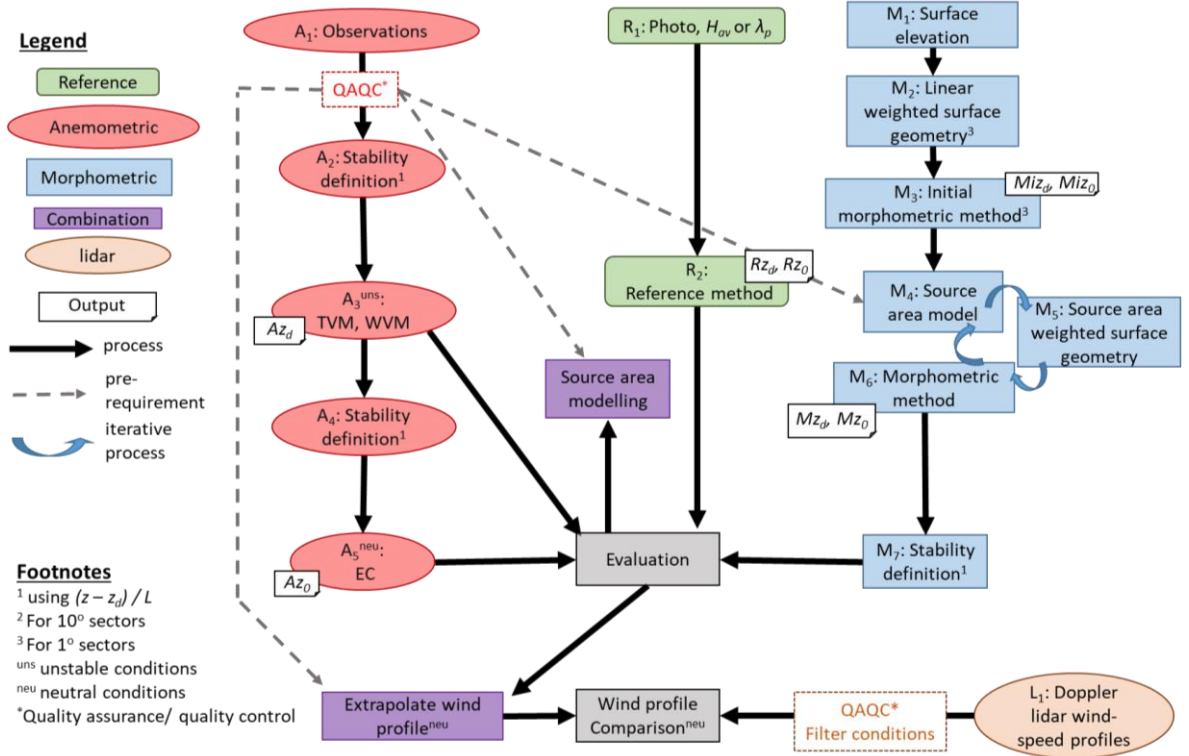 Legend
Reference
Anemometric
Morphometric
Combination
lidar
Output
process
pre-
requirement
iterative
process
Footnotes
¹ using (z – z_d) / L
² For 10° sectors
³ For 1° sectors
ᵘⁿˢ unstable conditions
ⁿᵉᵘ neutral conditions
*Quality assurance/ quality control
A₁: Observations
QAQC*
A₂: Stability
definition¹
A₃ᵘⁿˢ:
TVM, WVM
Az_d
A₄: Stability
definition¹
A₅ⁿᵉᵘ:
EC
Az₀
R₁: Photo, H_av or λ_p
R₂:
Reference method
Rz_d, Rz₀
Source area
modelling
Evaluation
M₁: Surface
elevation
M₂: Linear
weighted surface
geometry³
M₃: Initial
morphometric method³
Miz_d, Miz₀
M₄: Source
area model
M₅: Source area
weighted surface
geometry
M₆: Morphometric
method
Mz_d, Mz₀
M₇: Stability
definition¹
Extrapolate wind
profileⁿᵉᵘ
Wind profile
Comparisonⁿᵉᵘ
QAQC*
Filter conditions
L₁: Doppler
lidar wind-
speed profiles